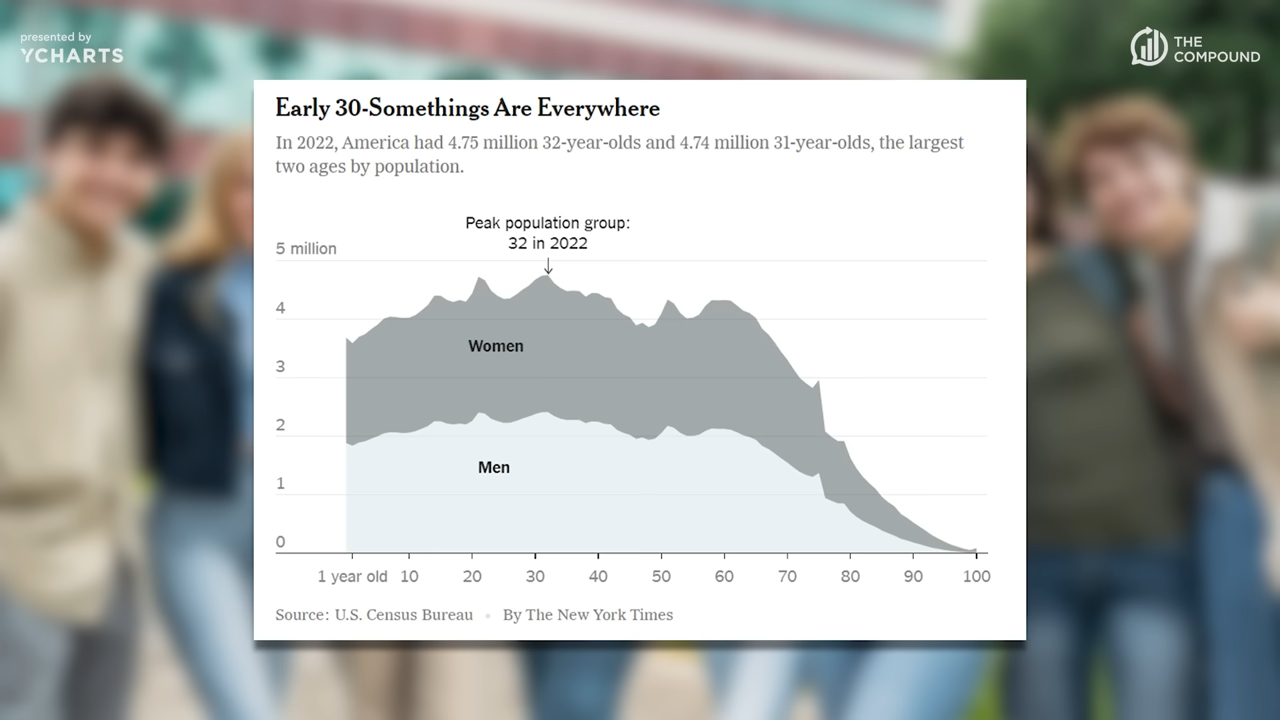 presented by
YCHARTS
THE
COMPOUND
Early 30-Somethings Are Everywhere
In 2022, America had 4.75 million 32-year-olds and 4.74 million 31-year-olds, the largest
two ages by population.
Peak population group:
32 in 2022
5 million
4
3
2
1
0
Women
Men
1 year old 10 20 30 40 50 60 70 80 90 100
Source: U.S. Census Bureau • By The New York Times